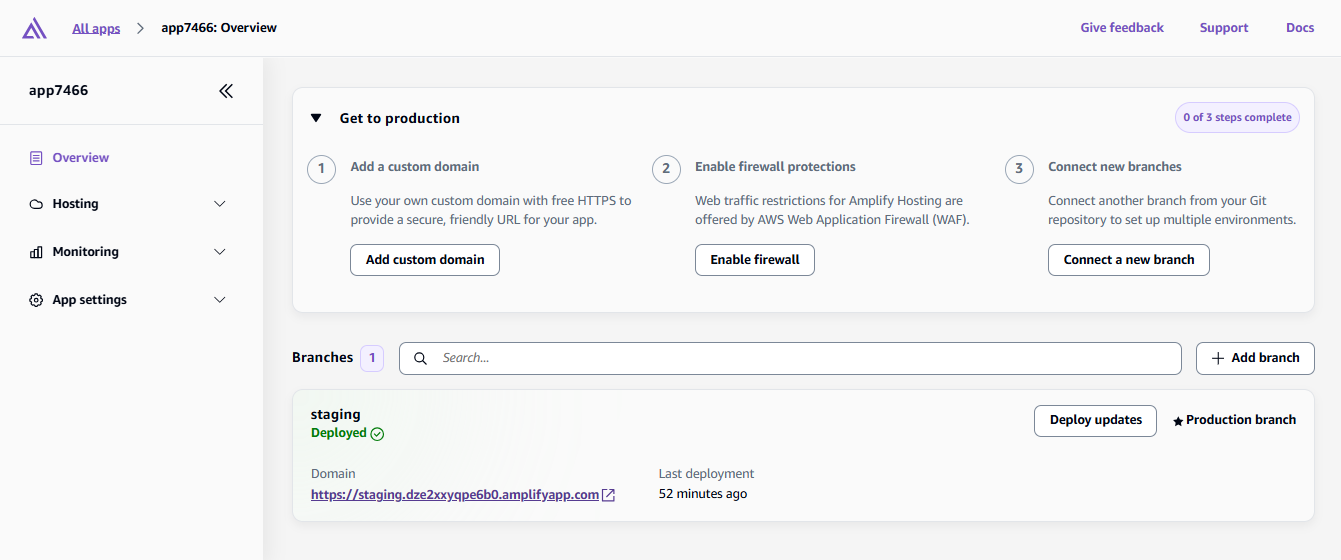 All apps > app7466: Overview
Give feedback Support Docs
app7466
Overview
Hosting
Monitoring
App settings
Get to production
0 of 3 steps complete
1 Add a custom domain
Use your own custom domain with free HTTPS to
provide a secure, friendly URL for your app.
Add custom domain
2 Enable firewall protections
Web traffic restrictions for Amplify Hosting are
offered by AWS Web Application Firewall (WAF).
Enable firewall
3 Connect new branches
Connect another branch from your Git
repository to set up multiple environments.
Connect a new branch
Branches 1
Search...
Add branch
staging
Deployed
Deploy updates
Production branch
Domain
https://staging.dze2xxyqpe6b0.amplifyapp.com
Last deployment
52 minutes ago